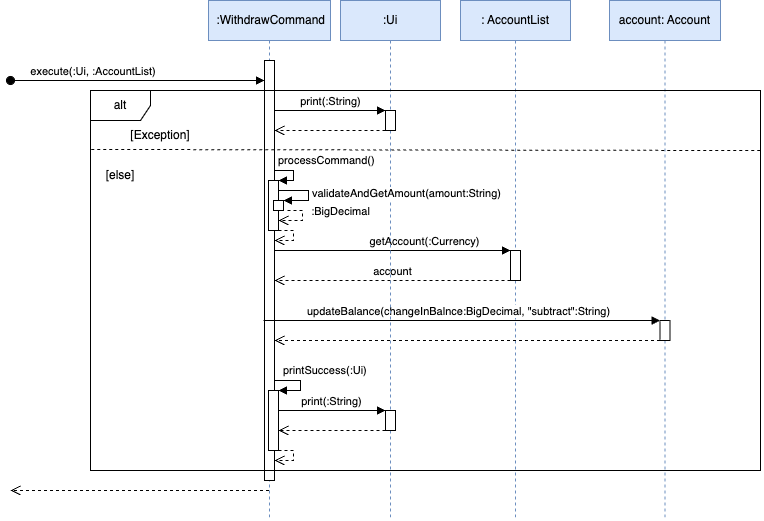 :WithdrawCommand
:Ui
: AccountList
account: Account
execute(:Ui, :AccountList)
alt
print(:String)
[Exception]
processCommand()
[else]
validateAndGetAmount(amount:String)
:BigDecimal
getAccount(:Currency)
account
updateBalance(changeInBalnce:BigDecimal, "subtract":String)
printSuccess(:Ui)
print(:String)